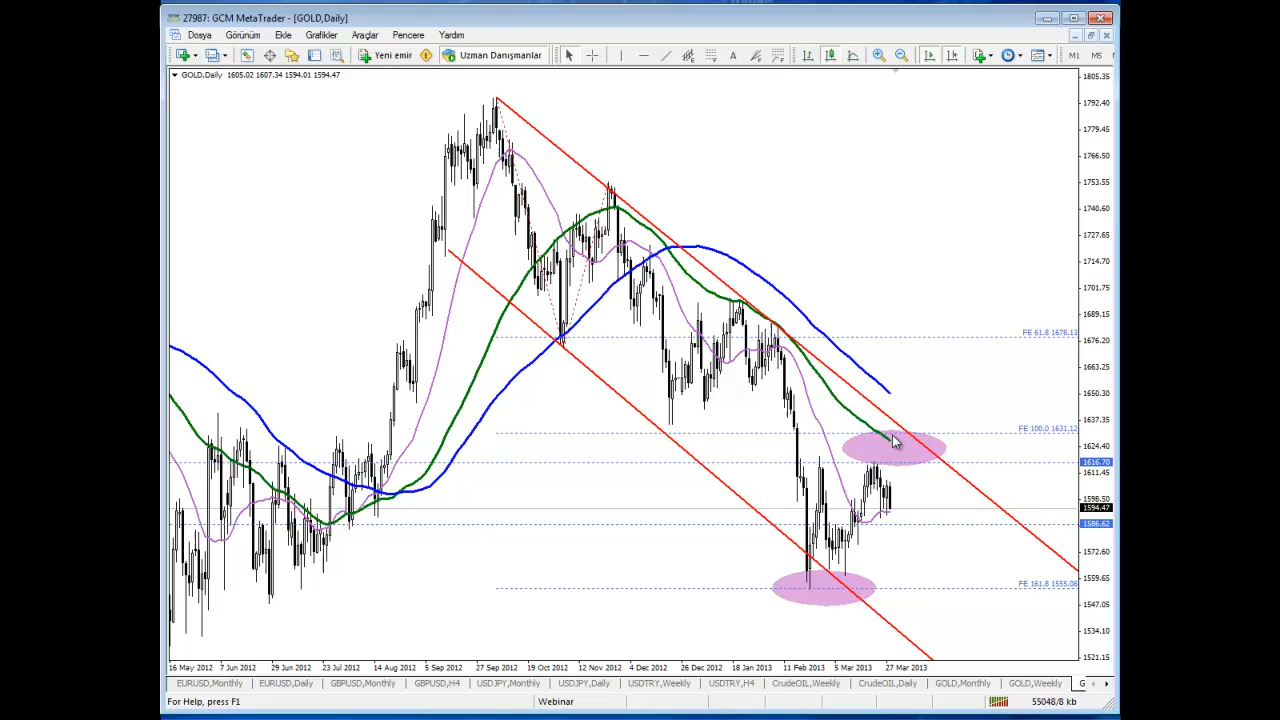 27987: GCM MetaTrader - [GOLD,Daily]
Dosya Görünüm Ekle Grafikler Araçlar Pencere Yardım
Yeni emir Uzman Danışmanlar A M1 M5
GOLD,Daily 1605.02 1607.34 1594.01 1594.47
1805.35
1792.40
1779.45
1766.50
1753.55
1740.60
1727.65
1714.70
1701.75
1689.15
FE 61.8 1678.13
1676.20
1663.25
1650.30
1637.35
FE 100.0 1631.12
1624.40
1616.70
1611.45
1598.50
1594.47
1586.62
1572.60
FE 161.8 1555.08
1559.65
1547.05
1534.10
1521.15
16 May 2012 7 Jun 2012 29 Jun 2012 23 Jul 2012 14 Aug 2012 5 Sep 2012 27 Sep 2012 19 Oct 2012 12 Nov 2012 4 Dec 2012 26 Dec 2012 18 Jan 2013 11 Feb 2013 5 Mar 2013 27 Mar 2013
EURUSD,Monthly EURUSD,Daily GBPUSD,Monthly GBPUSD,H4 USDJPY,Monthly USDJPY,Daily USDTRY,Weekly USDTRY,H4 CrudeOIL,Weekly CrudeOIL,Daily GOLD,Monthly GOLD,Weekly G
For Help, press F1 Webinar 55048/8 kb